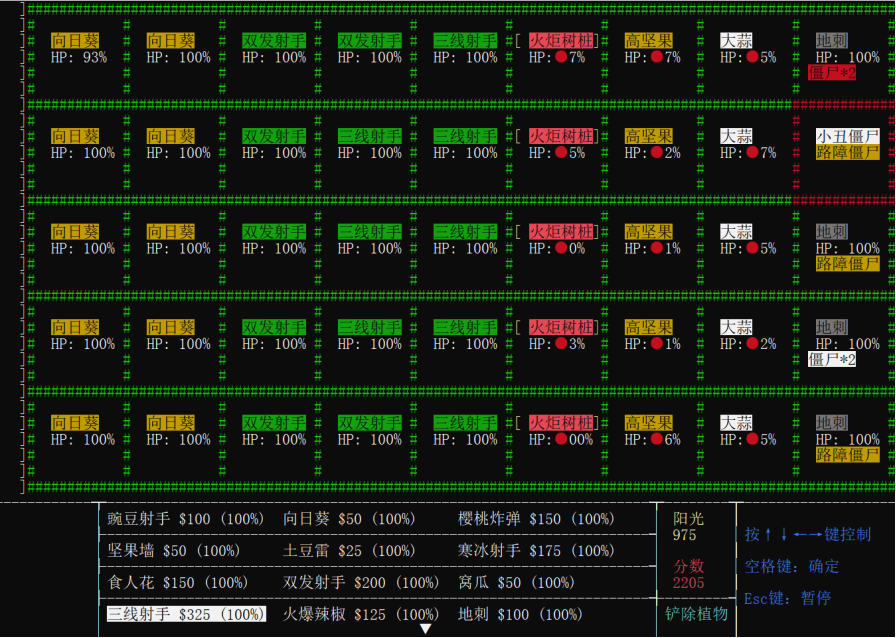 向日葵 向日葵 双发射手 双发射手 三线射手 [ 火炬树桩 ] 高坚果 大蒜 地刺
HP: 93% HP: 100% HP: 100% HP: 100% HP: 100% HP:●7% HP:●7% HP:●5% HP: 100%
僵尸*2
向日葵 向日葵 双发射手 三线射手 三线射手 [ 火炬树桩 ] 高坚果 大蒜 小丑僵尸
HP: 100% HP: 100% HP: 100% HP: 100% HP: 100% HP:●5% HP:●2% HP:●7% 路障僵尸
向日葵 向日葵 双发射手 三线射手 三线射手 [ 火炬树桩 ] 高坚果 大蒜 地刺
HP: 100% HP: 100% HP: 100% HP: 100% HP: 100% HP:●0% HP:●1% HP:●5% HP: 100%
路障僵尸
向日葵 向日葵 双发射手 三线射手 三线射手 [ 火炬树桩 ] 高坚果 大蒜 地刺
HP: 100% HP: 100% HP: 100% HP: 100% HP: 100% HP:●3% HP:●1% HP:●2% HP: 100%
僵尸*2
向日葵 向日葵 双发射手 双发射手 三线射手 [ 火炬树桩 ] 高坚果 大蒜 地刺
HP: 100% HP: 100% HP: 100% HP: 100% HP: 100% HP:●00% HP:●6% HP:●5% HP: 100%
路障僵尸
豌豆射手 $100 (100%) 向日葵 $50 (100%) 樱桃炸弹 $150 (100%)
坚果墙 $50 (100%) 土豆雷 $25 (100%) 寒冰射手 $175 (100%)
食人花 $150 (100%) 双发射手 $200 (100%) 窝瓜 $50 (100%)
三线射手 $325 (100%) 火爆辣椒 $125 (100%) 地刺 $100 (100%)
▼
阳光
975
分数
2205
铲除植物
按↑↓←→键控制
空格键: 确定
Esc键: 暂停